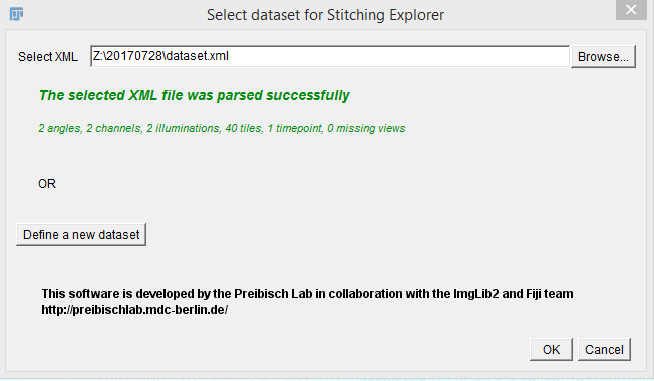 Select dataset for Stitching Explorer
Select XML Z:\20170728\dataset.xml Browse...
The selected XML file was parsed successfully
2 angles, 2 channels, 2 illuminations, 40 tiles, 1 timepoint, 0 missing views
OR
Define a new dataset
This software is developed by the Preibisch Lab in collaboration with the ImgLib2 and Fiji team
http://preibischlab.mdc-berlin.de/
OK Cancel